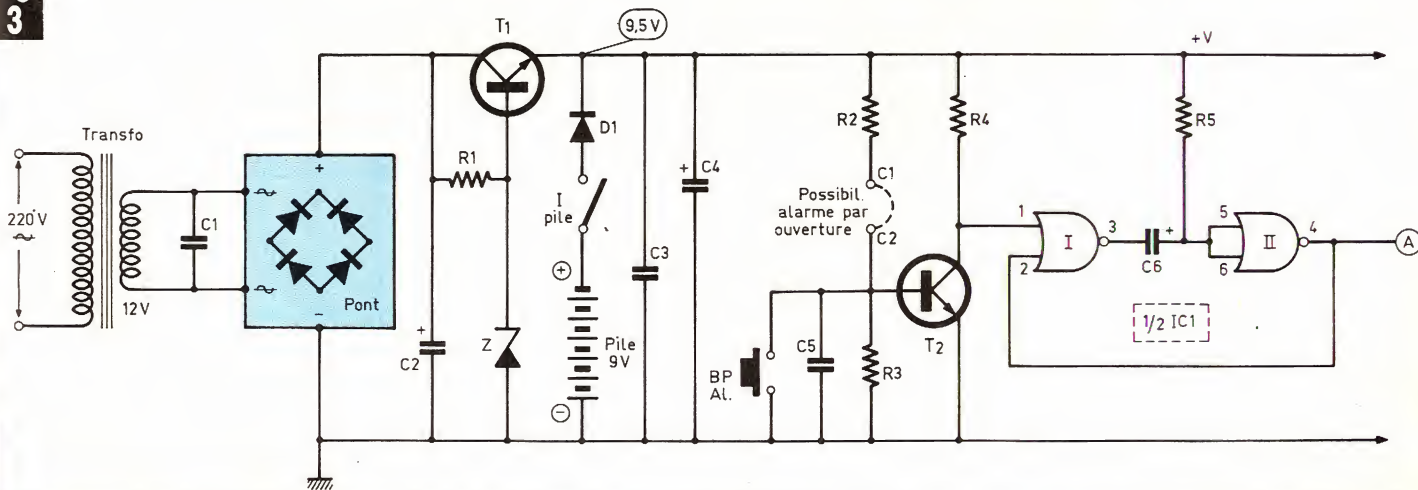 3
Transfo
220 V
~
12V
C1
+
~
~
Pont
-
C2
+
R1
Z
T1
9,5 V
D1
I
pile
+
Pile
9V
-
C3
+
C4
R2
C1
Possibil.
alarme par
ouverture
C2
BP
Al.
C5
R3
T2
R4
1
2
I
3
C6
+
R5
+V
5
6
II
4
A
1/2 IC1